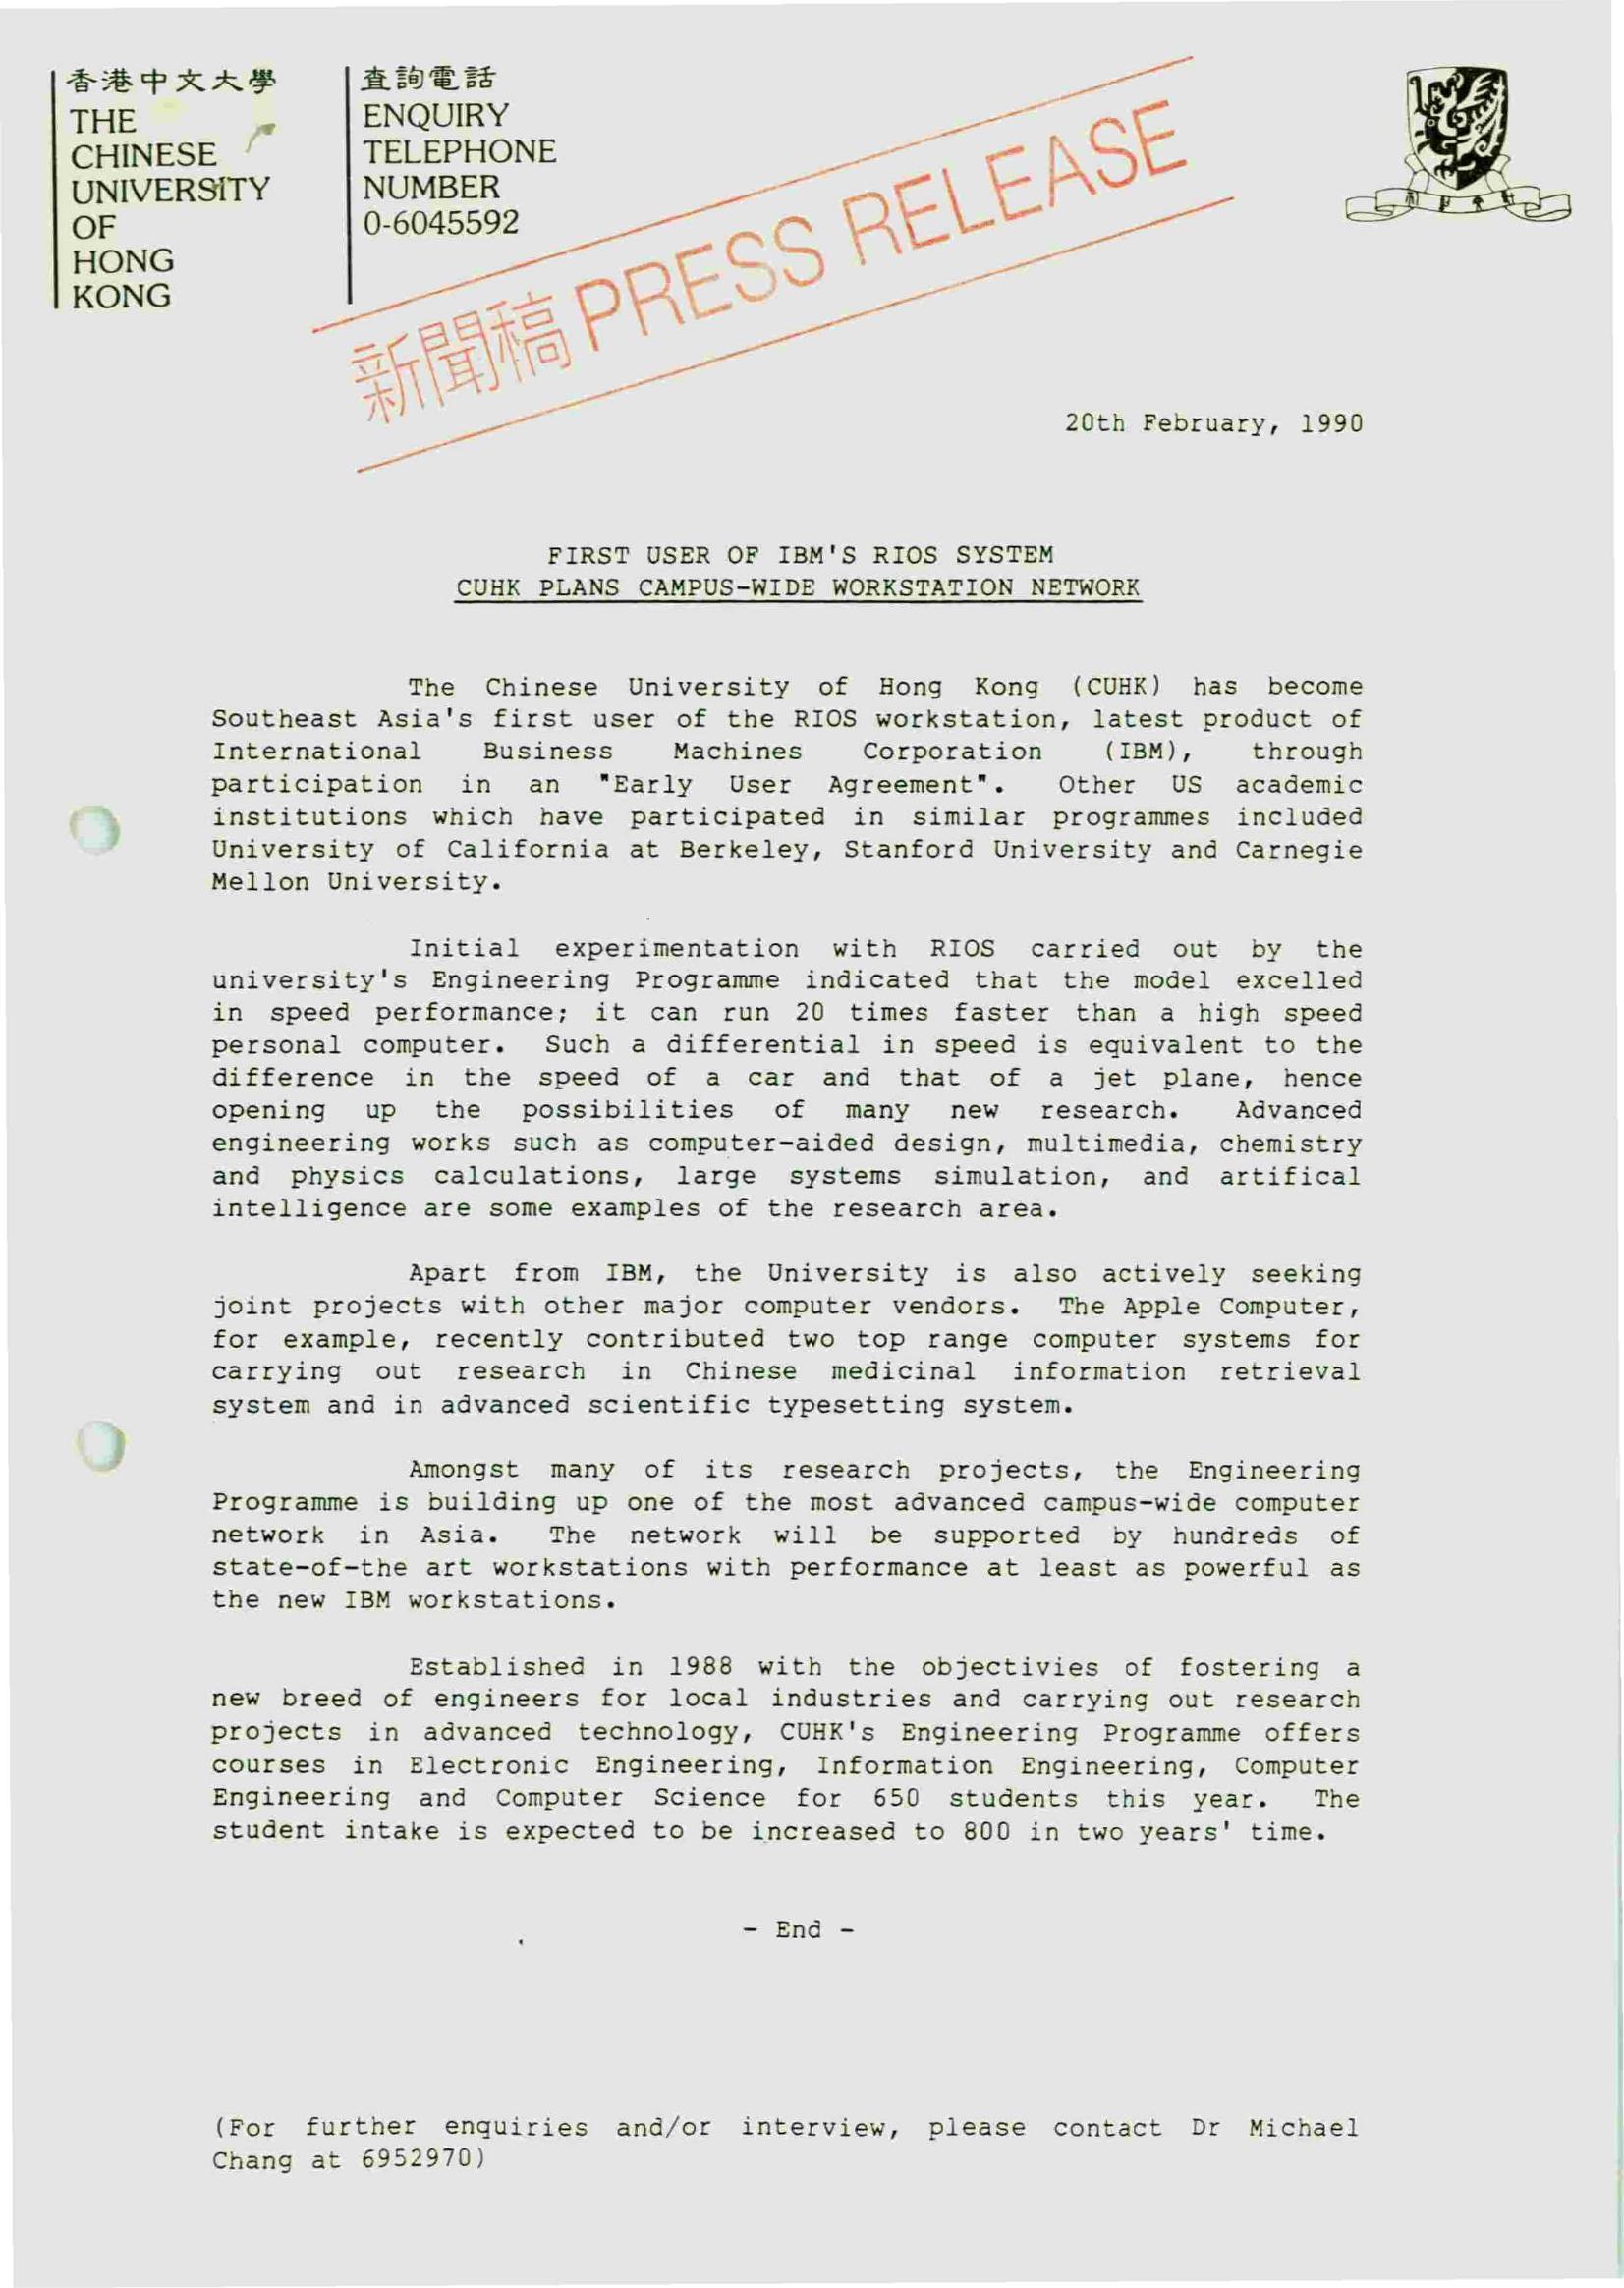 香港中文大學
THE
CHINESE
UNIVERSITY
OF
HONG
KONG
查詢電話
ENQUIRY
TELEPHONE
NUMBER
0-6045592
新聞稿 PRESS RELEASE
20th February, 1990
FIRST USER OF IBM'S RIOS SYSTEM
CUHK PLANS CAMPUS-WIDE WORKSTATION NETWORK
The Chinese University of Hong Kong (CUHK) has become
Southeast Asia's first user of the RIOS workstation, latest product of
International Business Machines Corporation (IBM), through
participation in an "Early User Agreement". Other US academic
institutions which have participated in similar programmes included
University of California at Berkeley, Stanford University and Carnegie
Mellon University.
Initial experimentation with RIOS carried out by the
university's Engineering Programme indicated that the model excelled
in speed performance; it can run 20 times faster than a high speed
personal computer. Such a differential in speed is equivalent to the
difference in the speed of a car and that of a jet plane, hence
opening up the possibilities of many new research. Advanced
engineering works such as computer-aided design, multimedia, chemistry
and physics calculations, large systems simulation, and artifical
intelligence are some examples of the research area.
Apart from IBM, the University is also actively seeking
joint projects with other major computer vendors. The Apple Computer,
for example, recently contributed two top range computer systems for
carrying out research in Chinese medicinal information retrieval
system and in advanced scientific typesetting system.
Amongst many of its research projects, the Engineering
Programme is building up one of the most advanced campus-wide computer
network in Asia. The network will be supported by hundreds of
state-of-the art workstations with performance at least as powerful as
the new IBM workstations.
Established in 1988 with the objectivies of fostering a
new breed of engineers for local industries and carrying out research
projects in advanced technology, CUHK's Engineering Programme offers
courses in Electronic Engineering, Information Engineering, Computer
Engineering and Computer Science for 650 students this year. The
student intake is expected to be increased to 800 in two years' time.
- End -
(For further enquiries and/or interview, please contact Dr Michael
Chang at 6952970)